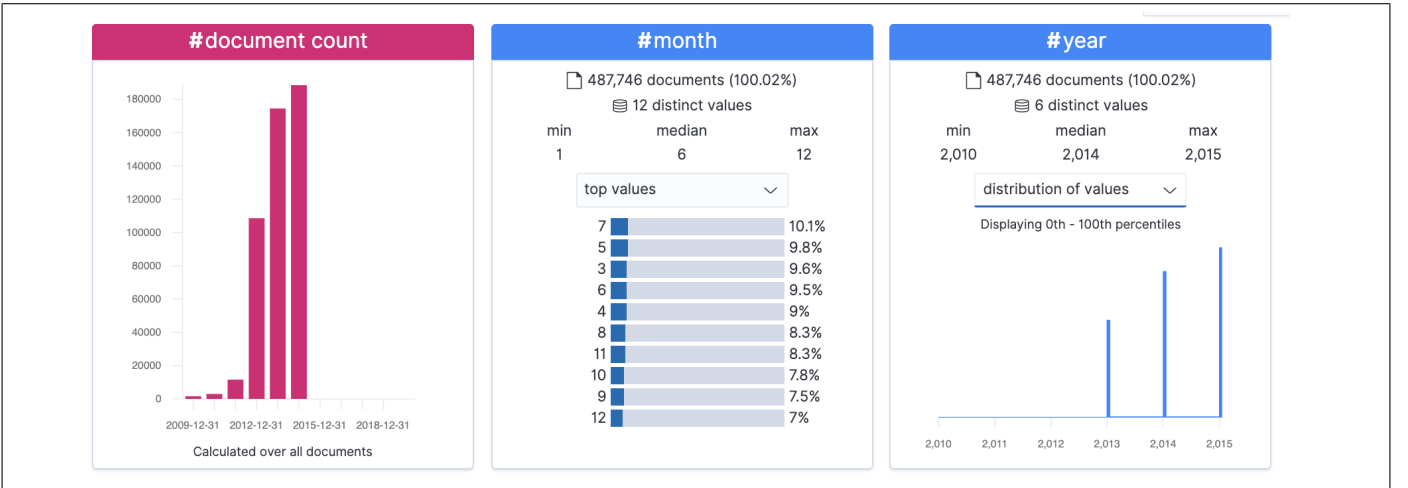 #document count
180000
160000
140000
120000
100000
80000
60000
40000
20000
0
2009-12-31 2012-12-31 2015-12-31 2018-12-31
Calculated over all documents
#month
487,746 documents (100.02%)
12 distinct values
min median max
1 6 12
top values
7 10.1%
5 9.8%
3 9.6%
6 9.5%
4 9%
8 8.3%
11 8.3%
10 7.8%
9 7.5%
12 7%
#year
487,746 documents (100.02%)
6 distinct values
min median max
2,010 2,014 2,015
distribution of values
Displaying 0th - 100th percentiles
2,010 2,011 2,012 2,013 2,014 2,015